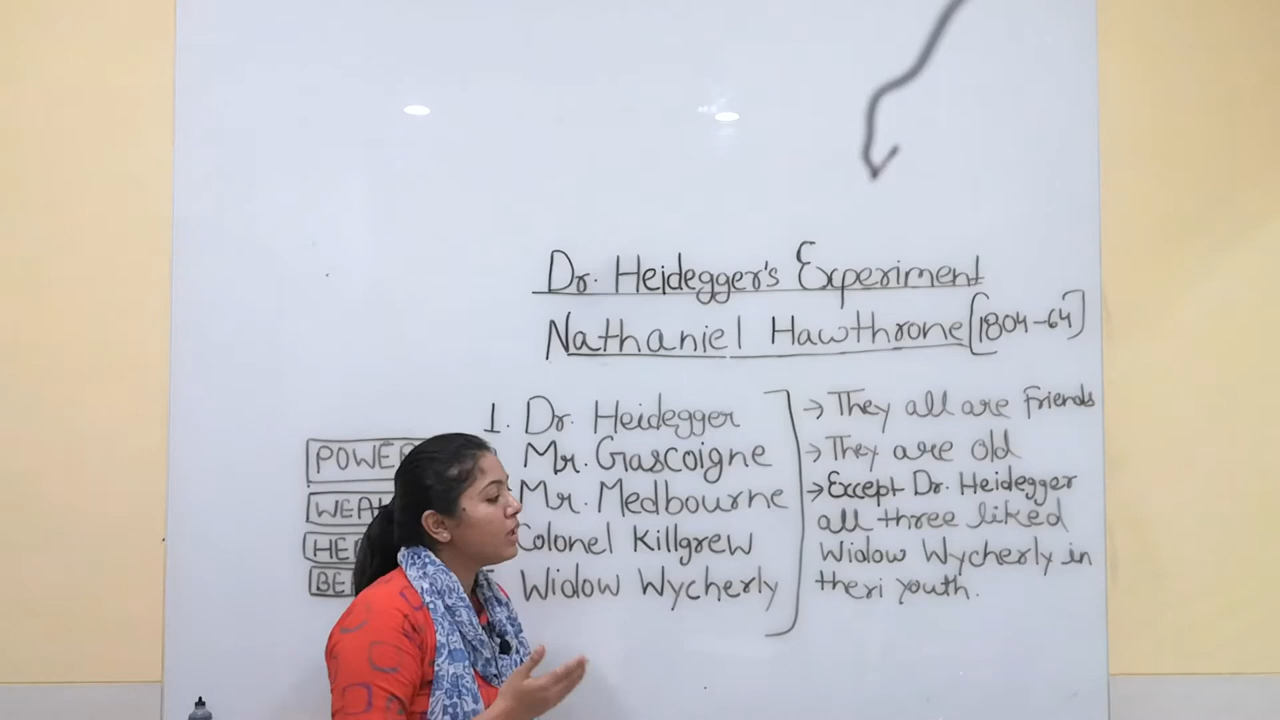 Dr. Heidegger's Experiment
Nathaniel Hawthrone [1804-64]
1. Dr. Heidegger
Mr. Gascoigne
Mr. Medbourne
Colonel Killgrew
Widow Wycherly
→ They all are friends
→ They are old
→ Except Dr. Heidegger
all three liked
Widow Wycherly in
theri youth.